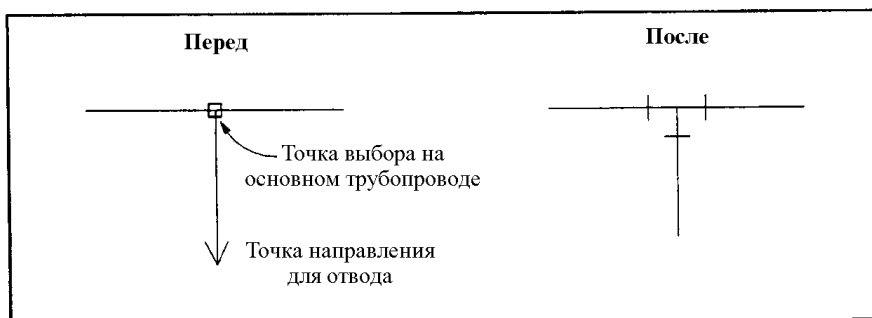 Перед
После
Точка выбора на
основном трубопроводе
Точка направления
для отвода